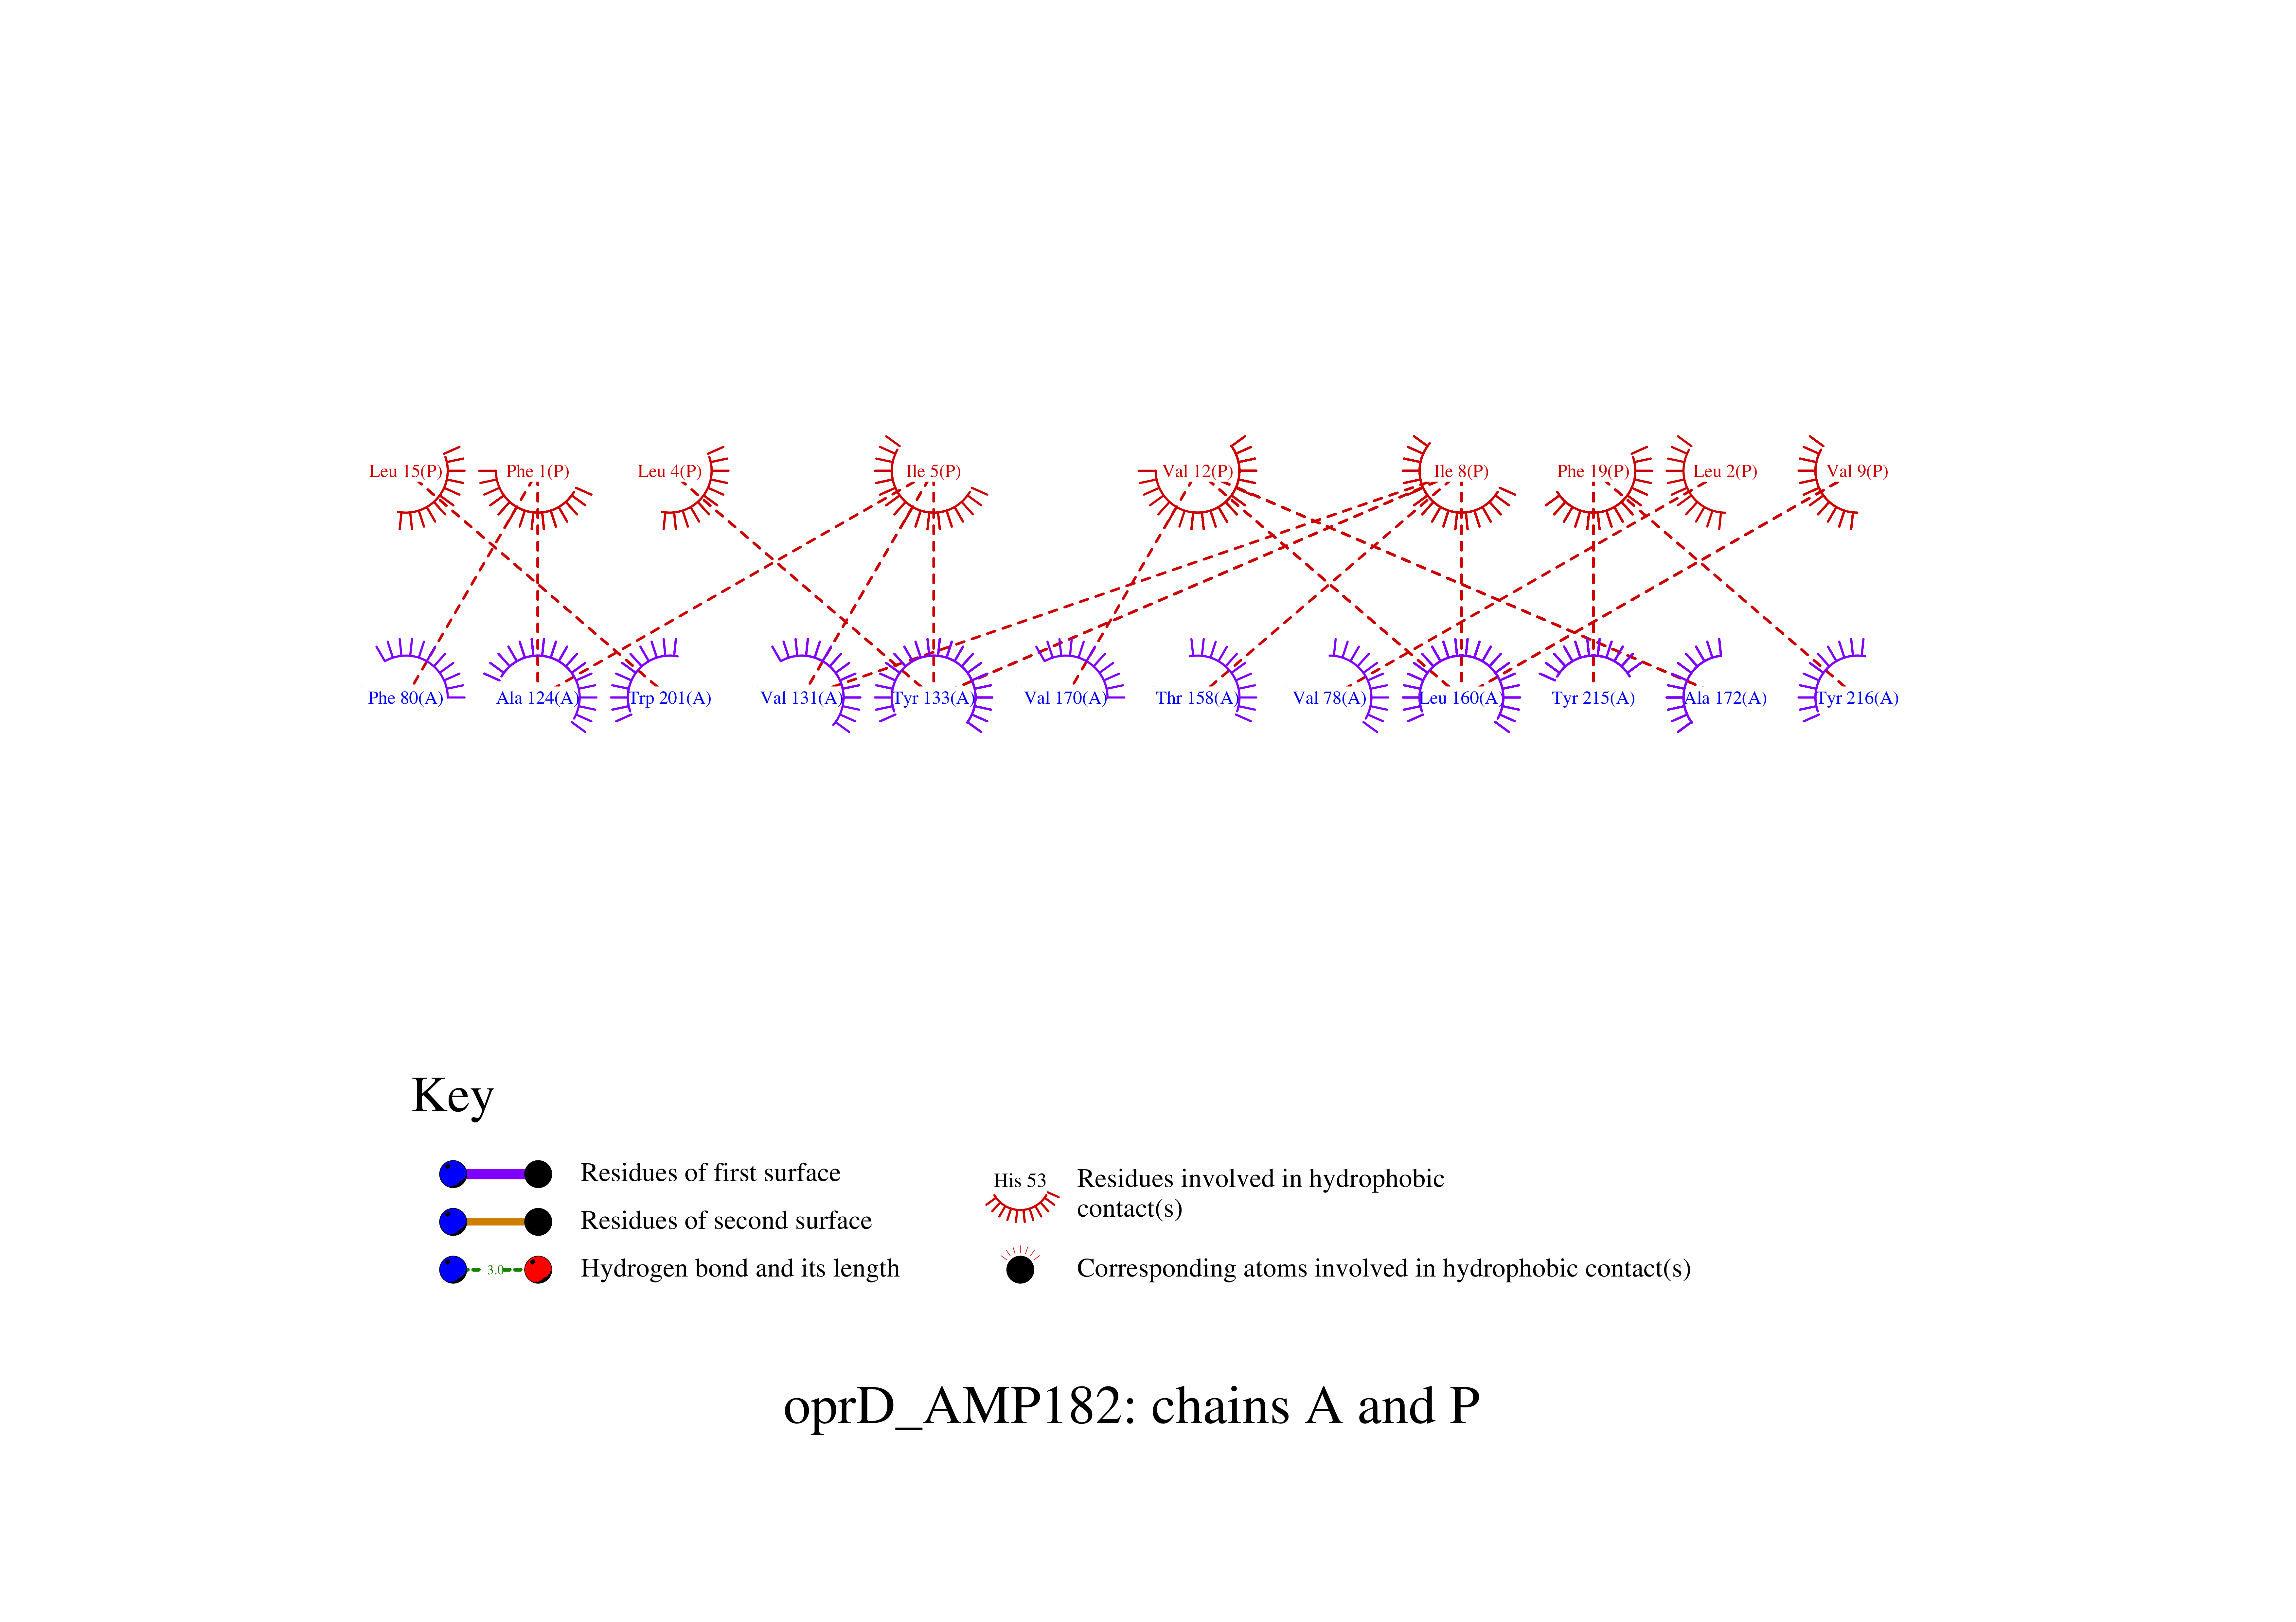 Leu 15(P) Phe 1(P) Leu 4(P) Ile 5(P) Val 12(P) Ile 8(P) Phe 19(P) Leu 2(P) Val 9(P)
Phe 80(A) Ala 124(A) Trp 201(A) Val 131(A) Tyr 133(A) Val 170(A) Thr 158(A) Val 78(A) Leu 160(A) Tyr 215(A) Ala 172(A) Tyr 216(A)
Key
Residues of first surface
Residues of second surface
3.0 Hydrogen bond and its length
His 53 Residues involved in hydrophobic
contact(s)
Corresponding atoms involved in hydrophobic contact(s)
oprD_AMP182: chains A and P